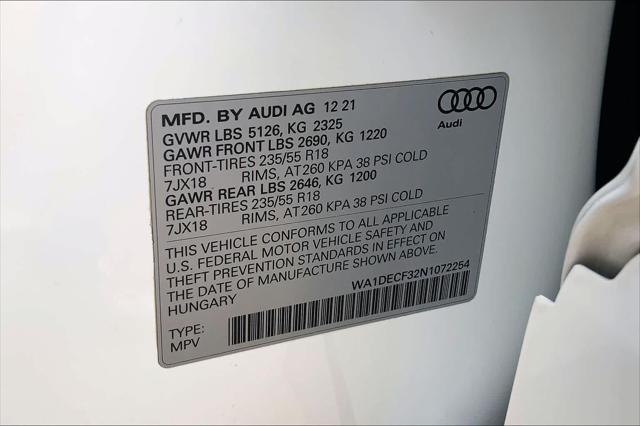 MFD. BY AUDI AG 12 21
GVWR LBS 5126, KG 2325
GAWR FRONT LBS 2690, KG 1220
FRONT-TIRES 235/55 R18
7JX18 RIMS, AT260 KPA 38 PSI COLD
GAWR REAR LBS 2646, KG 1200
REAR-TIRES 235/55 R18
7JX18 RIMS, AT260 KPA 38 PSI COLD
Audi
THIS VEHICLE CONFORMS TO ALL APPLICABLE
U.S. FEDERAL MOTOR VEHICLE SAFETY AND
THEFT PREVENTION STANDARDS IN EFFECT ON
THE DATE OF MANUFACTURE SHOWN ABOVE.
HUNGARY WA1DECF32N1072254
TYPE:
MPV